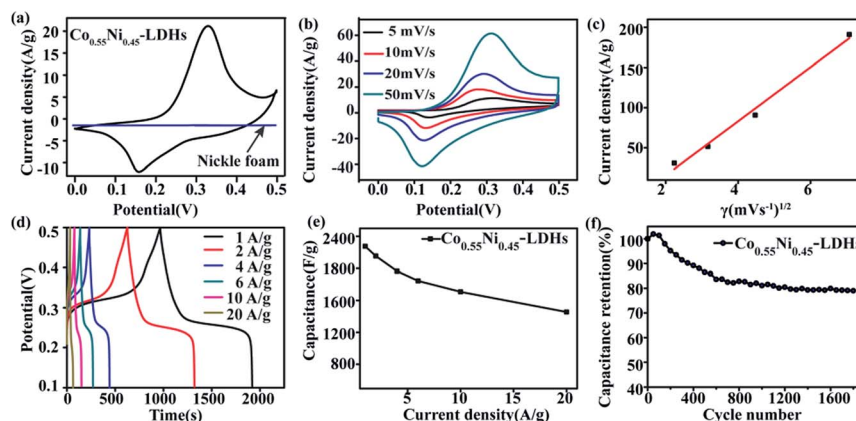 (a)
Co0.55Ni0.45-LDHs
Nickle foam
Current density(A/g)
20
15
10
5
0
-5
-10
0.0 0.1 0.2 0.3 0.4 0.5
Potential(V)
(b)
5 mV/s
10mV/s
20mV/s
50mV/s
Current density(A/g)
60
40
20
0
-20
-40
0.0 0.1 0.2 0.3 0.4 0.5
Potential(V)
(c)
Current density(A/g)
200
150
100
50
2 4 6
γ(mVs-1)1/2
(d)
1 A/g
2 A/g
4 A/g
6 A/g
10 A/g
20 A/g
Potential(V)
0.5
0.4
0.3
0.2
0.1
0 500 1000 1500 2000
Time(s)
(e)
Co0.55Ni0.45-LDHs
Capacitance(F/g)
2400
2000
1600
1200
800
0 5 10 15 20
Current density(A/g)
(f)
Co0.55Ni0.45-LDHs
Capacitance retention(%)
100
90
80
70
60
50
40
0 400 800 1200 1600
Cycle number